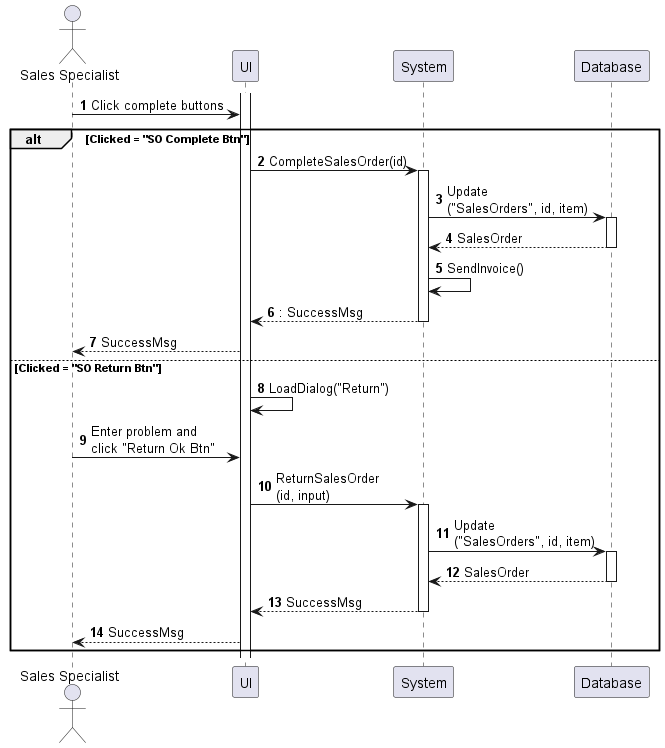 Sales Specialist
UI
System
Database
1 Click complete buttons
alt
[Clicked = "SO Complete Btn"]
2 CompleteSalesOrder(id)
3 Update
("SalesOrders", id, item)
4 SalesOrder
5 SendInvoice()
6 : SuccessMsg
7 SuccessMsg
[Clicked = "SO Return Btn"]
8 LoadDialog("Return")
9 Enter problem and
click "Return Ok Btn"
10 ReturnSalesOrder
(id, input)
11 Update
("SalesOrders", id, item)
12 SalesOrder
13 SuccessMsg
14 SuccessMsg
Sales Specialist
UI
System
Database